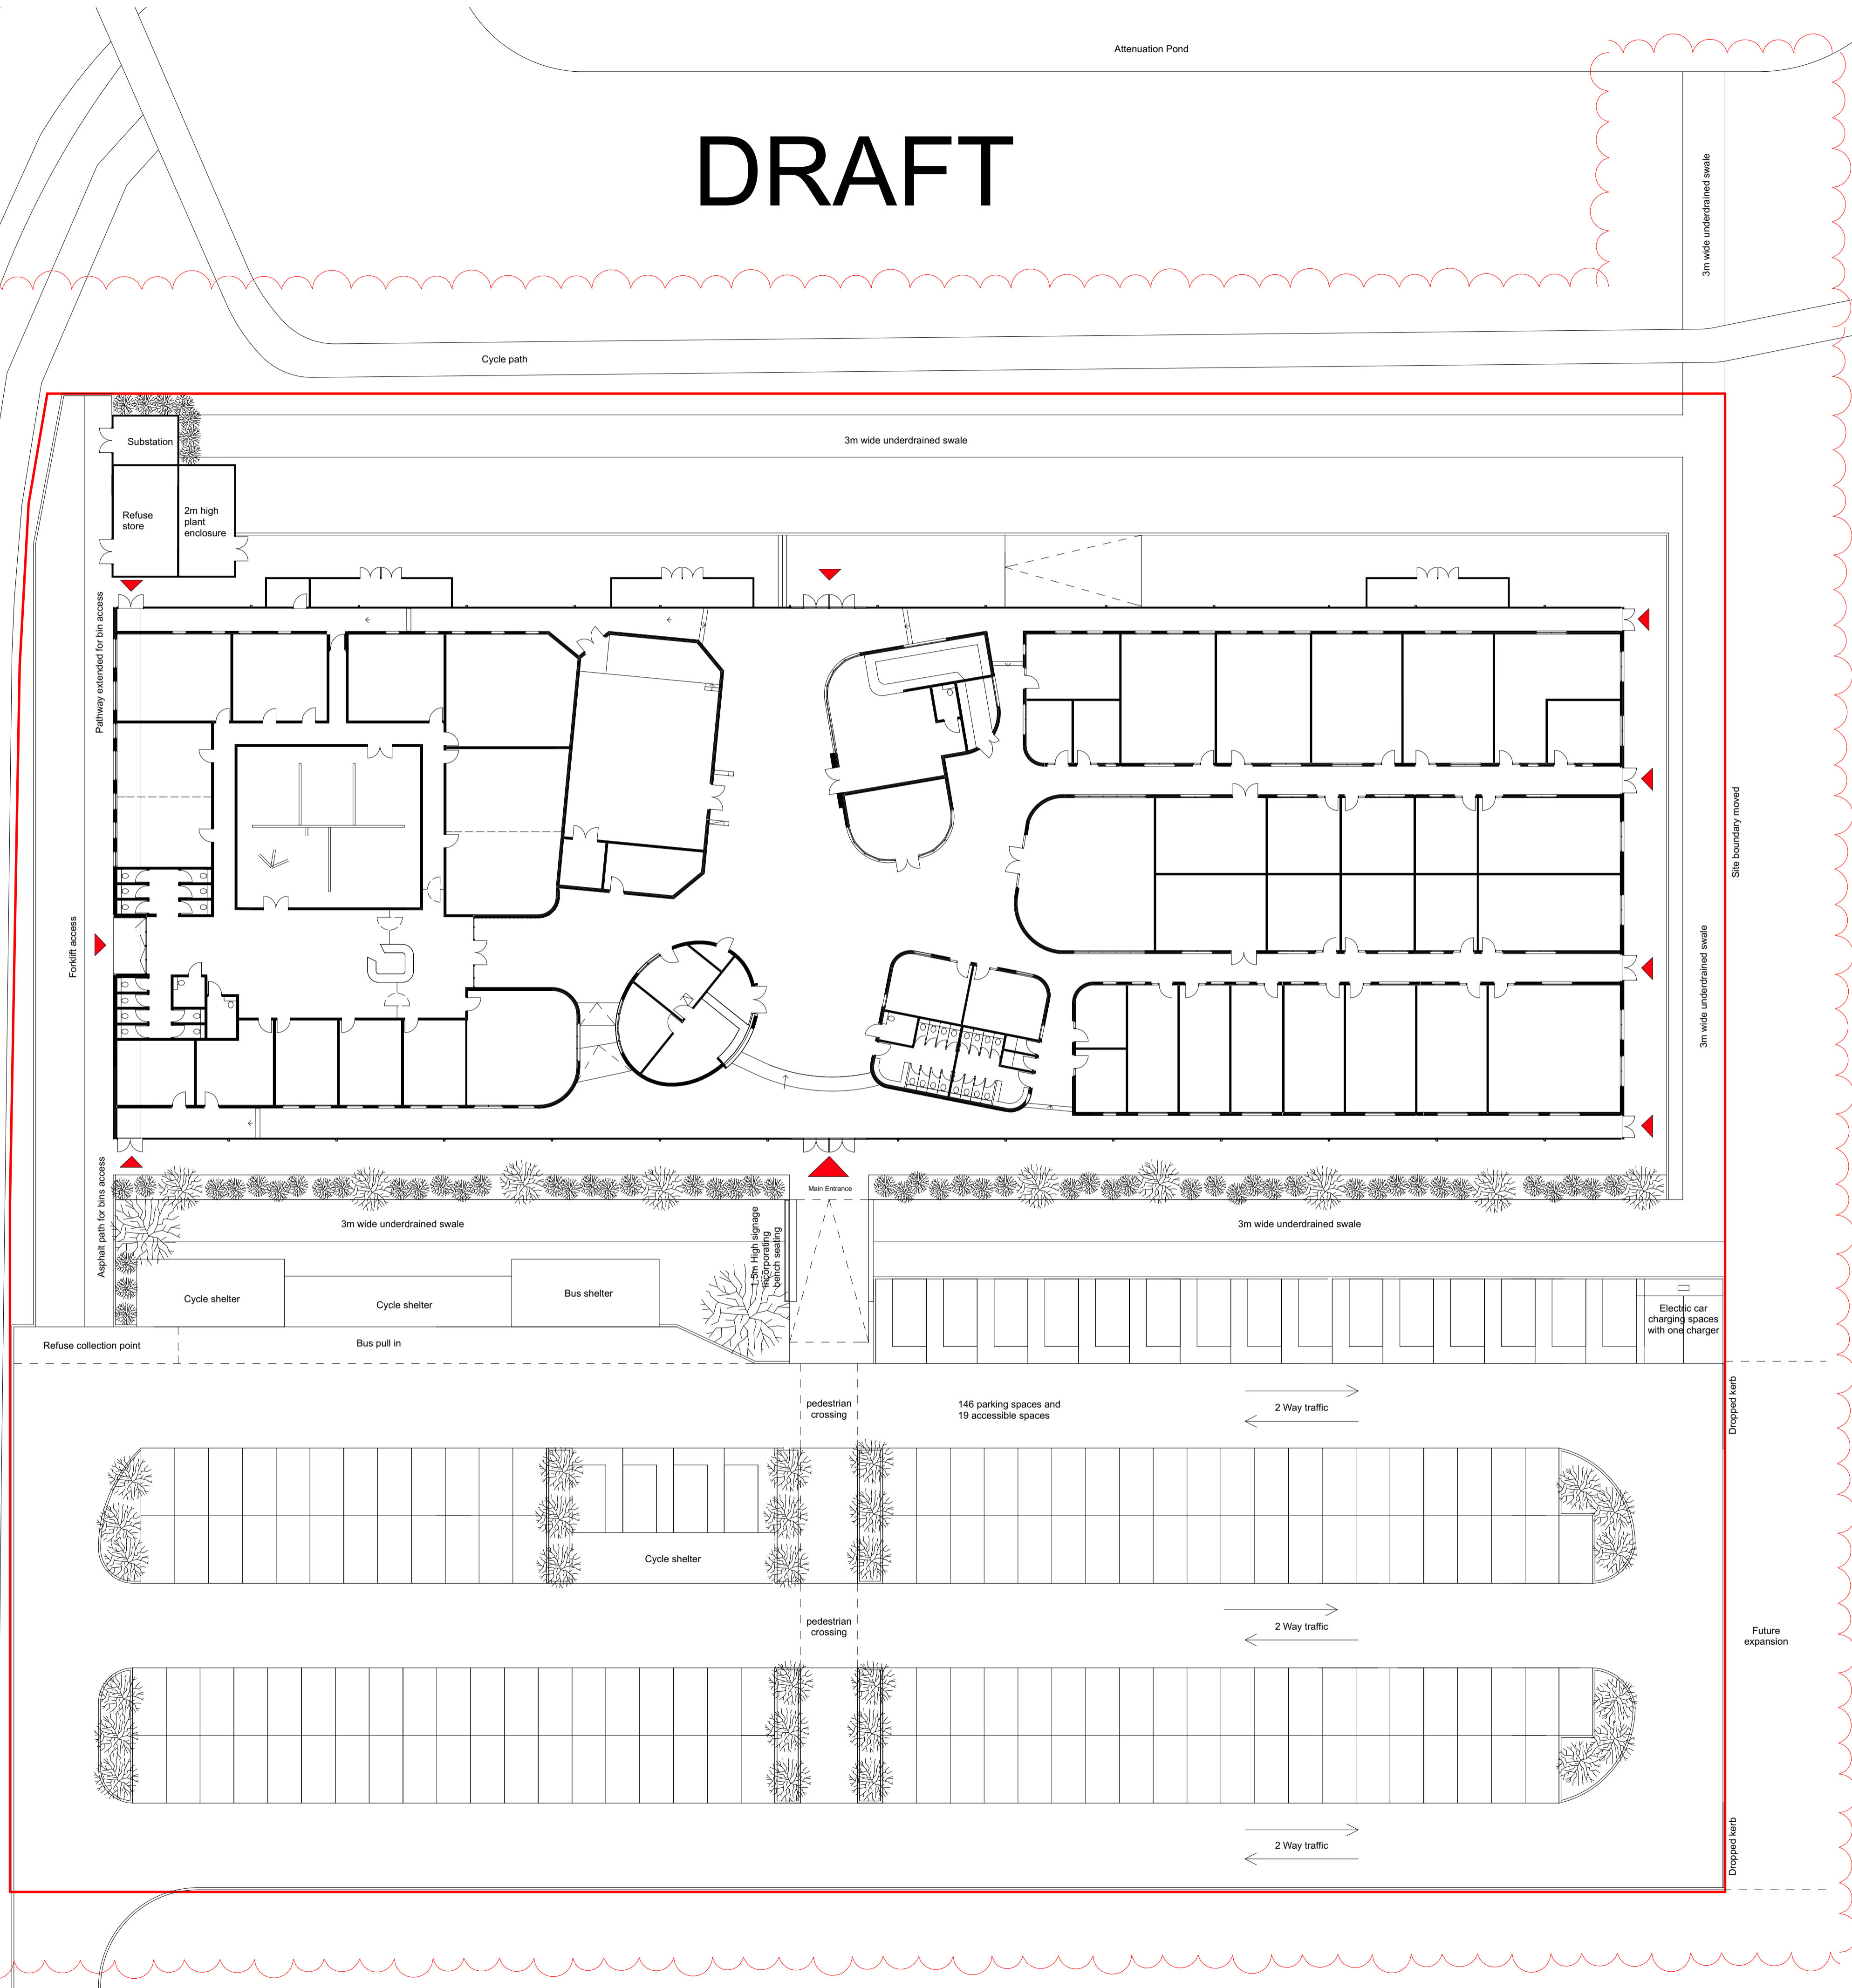 Attenuation Pond
DRAFT
3m wide underdrained swale
Cycle path
Substation
3m wide underdrained swale
Refuse
store
2m high
plant
enclosure
Pathway extended for bin access
Site boundary moved
Forklift access
3m wide underdrained swale
Asphalt path for bins access
Main Entrance
3m wide underdrained swale
1.5m High signage
incorporating
bench seating
3m wide underdrained swale
Cycle shelter
Cycle shelter
Bus shelter
Electric car
charging spaces
with one charger
Refuse collection point
Bus pull in
pedestrian
crossing
146 parking spaces and
19 accessible spaces
2 Way traffic
Dropped kerb
Cycle shelter
pedestrian
crossing
2 Way traffic
Future
expansion
2 Way traffic
Dropped kerb